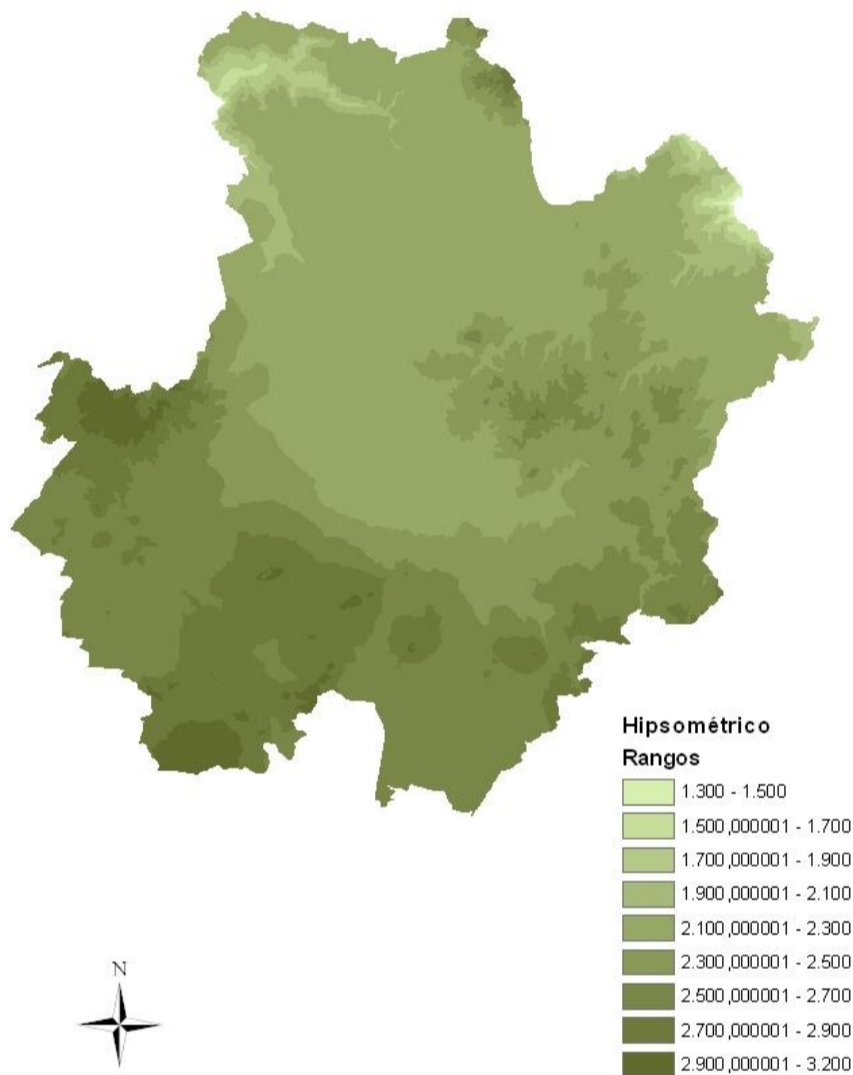 Hipsométrico
Rangos
1.300 - 1.500
1.500,000001 - 1.700
1.700,000001 - 1.900
1.900,000001 - 2.100
2.100,000001 - 2.300
2.300,000001 - 2.500
2.500,000001 - 2.700
2.700,000001 - 2.900
2.900,000001 - 3.200
N